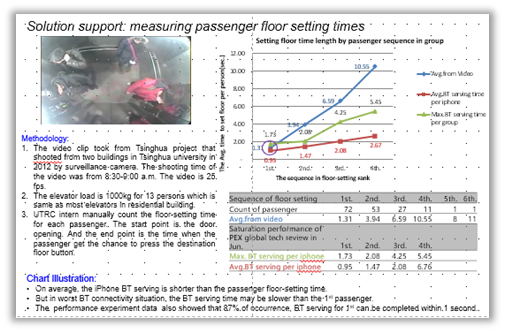 Solution support: measuring passenger floor setting times
Setting floor time length by passenger sequence in group
The Avg. time to set floor per person(sec.)
12.00
10.00
8.00
6.00
4.00
2.00
10.55
6.59
3.94
1.31
1.73
2.08
4.25
5.45
0.95
1.47
2.08
2.67
1st.
2nd.
3rd.
4th.
The sequence in floor-setting rank
Avg.from Video
Avg.BT serving time
per iphone
Max.BT serving time
per group
Methodology:
1. The video clip took from Tsinghua project that
shooted from two buildings in Tsinghua university in
2012 by surveillance camera. The shooting time of
the video was from 8:30-9:00 a.m. The video is 25
fps.
2. The elevator load is 1000kg for 13 persons which is
same as most elevators in residential building.
3. UTRC intern manually count the floor-setting time
for each passenger. The start point is the door
opening. And the end point is the time when the
passenger get the chance to press the destination
floor button.
Sequence of floor setting 1st. 2nd. 3rd. 4th. 5th. 6th.
Count of passenger 72 53 27 11 1 1
Avg.from video 1.31 3.94 6.59 10.55 8 11
Saturation performance of
PEX global tech review in
Jun. 1st. 2nd. 3rd. 4th.
Max. BT serving per iphone 1.73 2.08 4.25 5.45
Avg.BT serving per iphone 0.95 1.47 2.08 6.76
Chart Illustration:
• On average, the iPhone BT serving is shorter than the passenger floor-setting time.
• But in worst BT connectivity situation, the BT serving time may be slower than the 1st passenger.
• The performance experiment data also showed that 87% of occurrence, BT serving for 1st can be completed within 1 second.